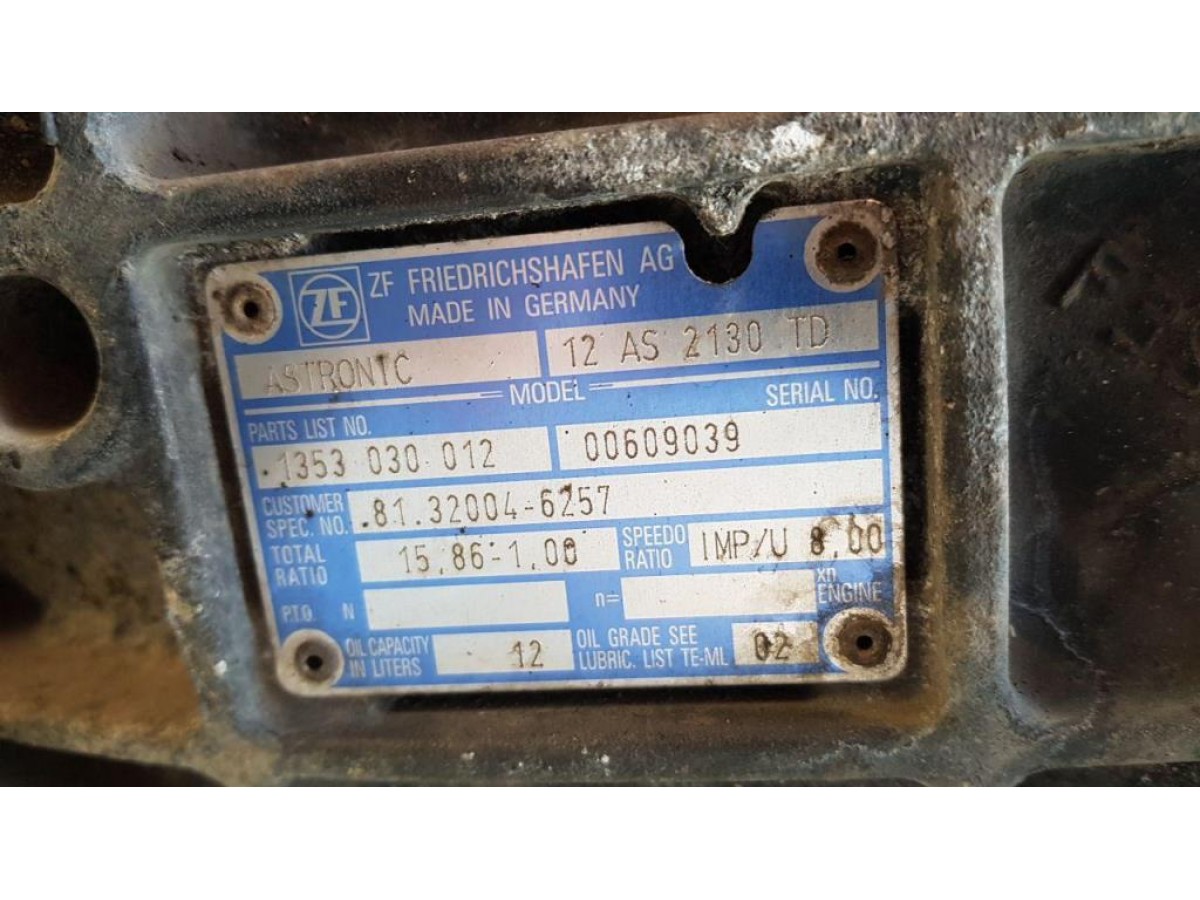 ZF FRIEDRICHSHAFEN AG
MADE IN GERMANY
ASTRONIC 12 AS 2130 TD
MODEL
PARTS LIST NO. SERIAL NO.
1353 030 012 00609039
CUSTOMER SPEC. NO. 81.32004-6257
TOTAL RATIO 15.86-1.00 SPEEDO RATIO IMP/U 8.00
P.T.O. N n= xn ENGINE
OIL CAPACITY IN LITERS 12 OIL GRADE SEE LUBRIC. LIST TE-ML 02